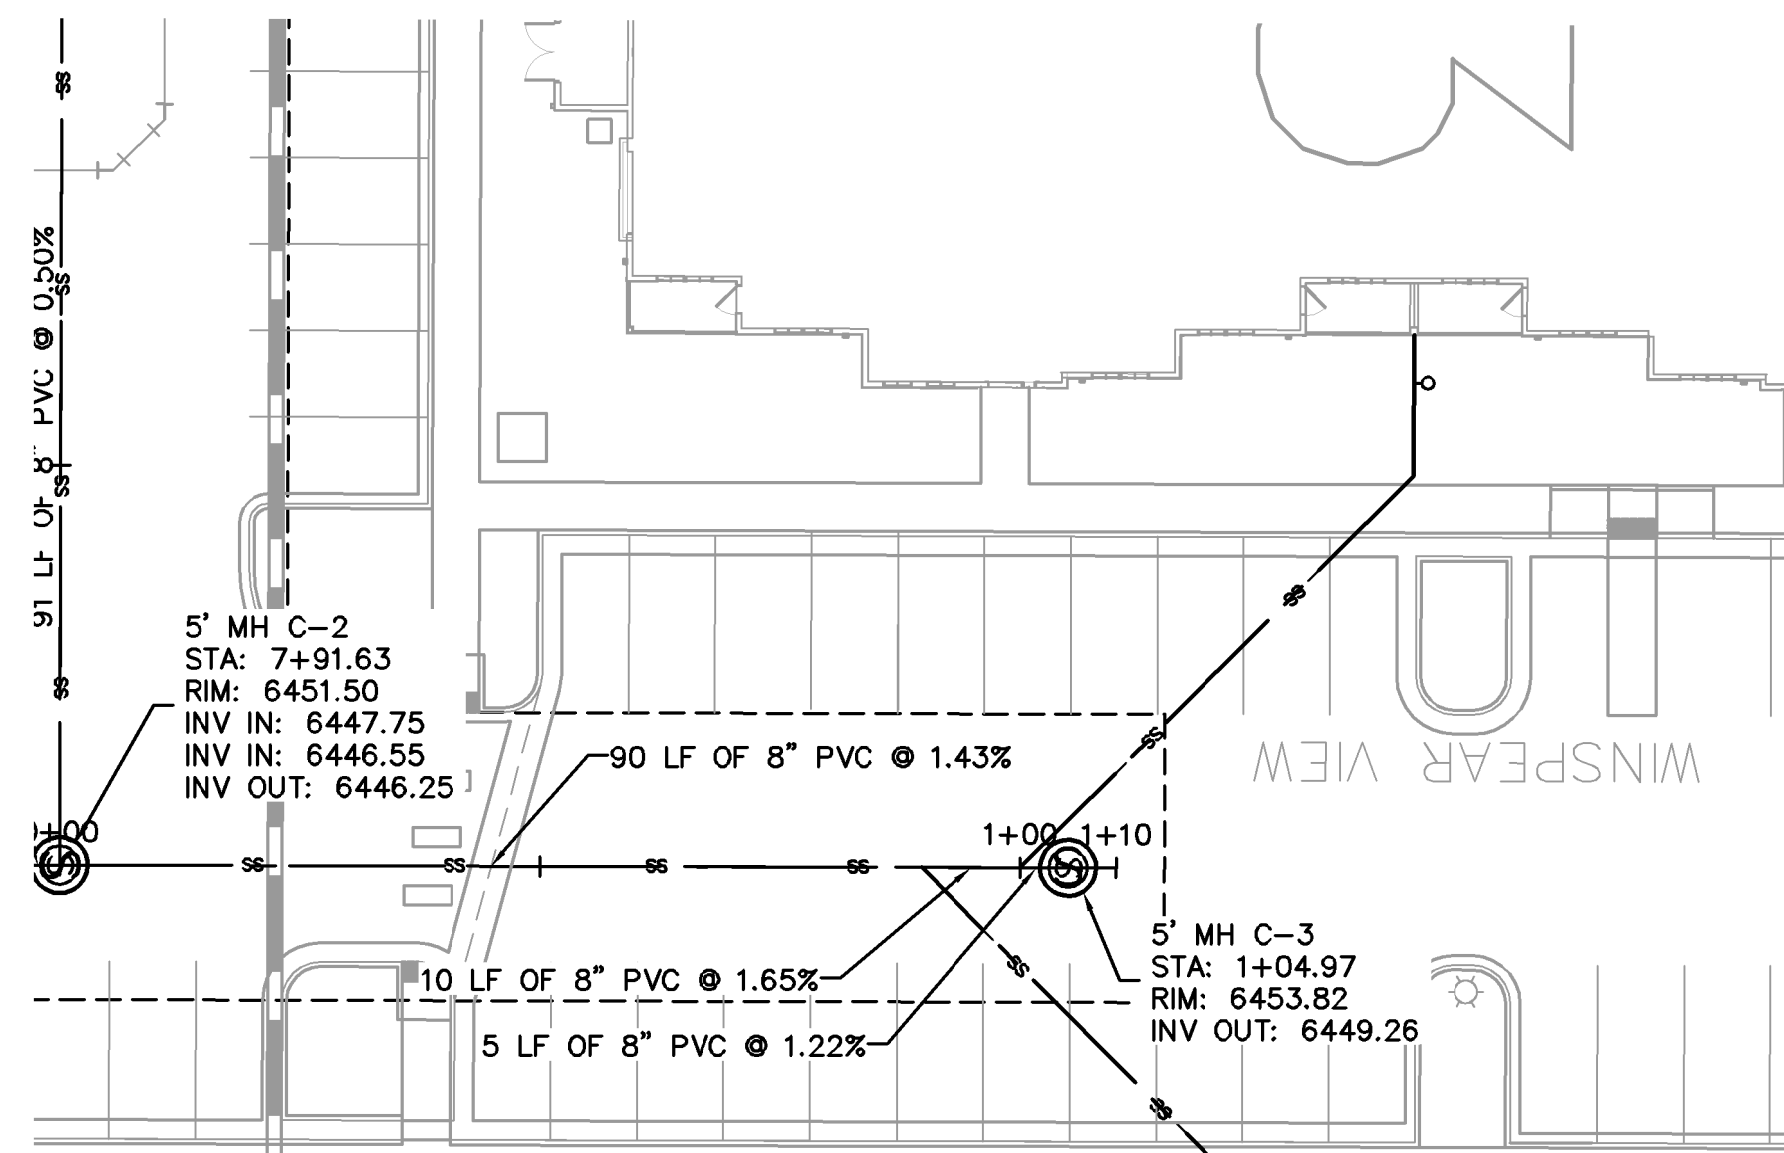 SS
91 LF OF 8" PVC @ 0.50%
SS
SS
SS
5' MH C-2
STA: 7+91.63
RIM: 6451.50
INV IN: 6447.75
INV IN: 6446.55
INV OUT: 6446.25
SS
WINSPEAR VIEW
SS
90 LF OF 8" PVC @ 1.43%
+00
1+00
1+10
S
SS
SS
SS
SS
S
5' MH C-3
STA: 1+04.97
RIM: 6453.82
INV OUT: 6449.26
SS
10 LF OF 8" PVC @ 1.65%
5 LF OF 8" PVC @ 1.22%
SS